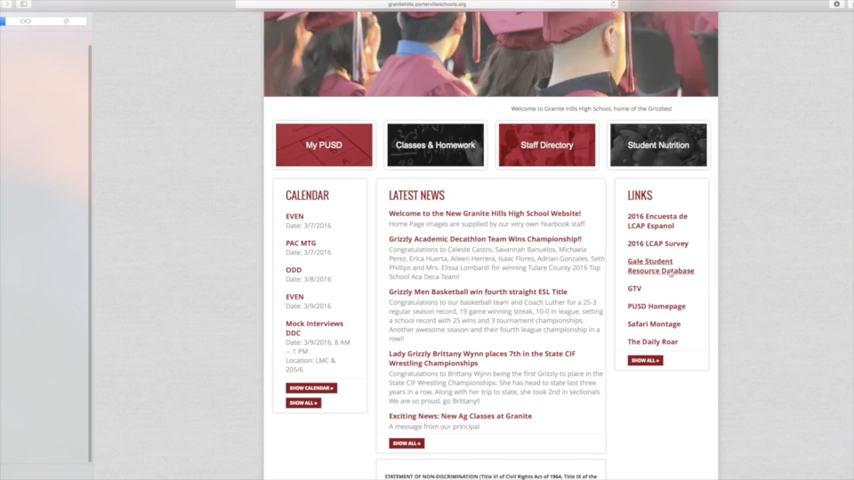 granitehills.portervilleschools.org
Welcome to Granite Hills High School, home of the Grizzlies!
My PUSD
Classes & Homework
Staff Directory
Student Nutrition
CALENDAR
EVEN
Date: 3/7/2016
PAC MTG
Date: 3/7/2016
ODD
Date: 3/8/2016
EVEN
Date: 3/9/2016
Mock Interviews
DDC
Date: 3/9/2016, 8 AM
– 1 PM
Location: LMC &
205/6
SHOW CALENDAR »
SHOW ALL »
LATEST NEWS
Welcome to the New Granite Hills High School Website!
Home Page images are supplied by our very own Yearbook staff
Grizzly Academic Decathlon Team Wins Championship!!
Congratulations to Celeste Castro, Savannah Banuelos, Michaela
Perez, Erica Huerta, Aileen Herrera, Isaac Flores, Adrian Gonzales, Seth
Phillips and Mrs. Elissa Lombardi for winning Tulare County 2016 Top
School Aca Deca Team!
Grizzly Men Basketball win fourth straight ESL Title
Congratulations to our basketball team and Coach Luther for a 25-3
regular season record, 19 game winning streak, 10-0 in league, setting
a school record with 25 wins and 3 tournament championships.
Another awesome season and their fourth league championship in a
row!!
Lady Grizzly Brittany Wynn places 7th in the State CIF
Wrestling Championships
Congratulations to Brittany Wynn being the first Grizzly to place in the
State CIF Wrestling Championships. She has head to state last three
years in a row. Along with her trip to state, she took 2nd in sectionals
We are so proud, go Brittany!!
Exciting News: New Ag Classes at Granite
A message from our principal
SHOW ALL »
LINKS
2016 Encuesta de
LCAP Espanol
2016 LCAP Survey
Gale Student
Resource Database
GTV
PUSD Homepage
Safari Montage
The Daily Roar
SHOW ALL »
STATEMENT OF NON-DISCRIMINATION (Title VI of Civil Rights Act of 1964, Title IX of the